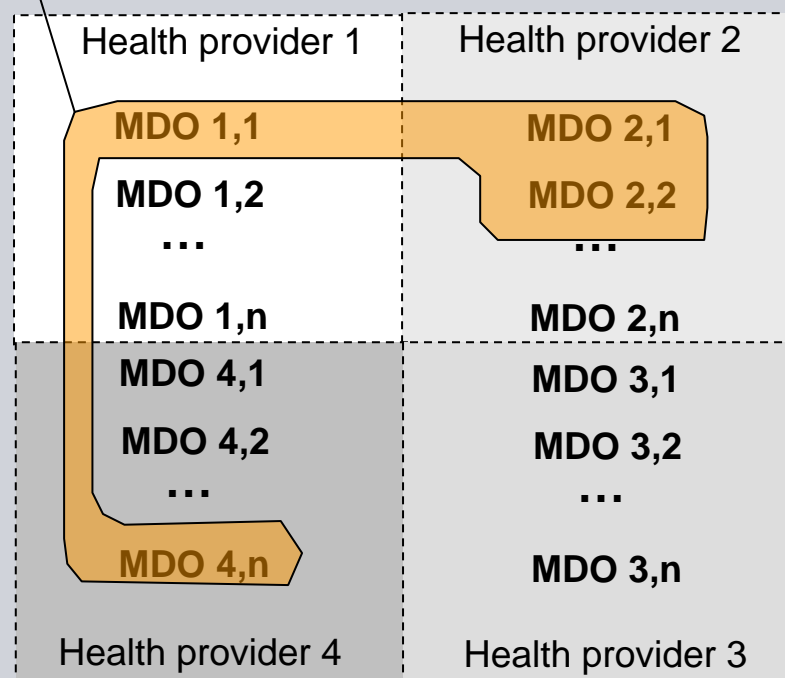 Health provider 1
MDO 1,1
MDO 1,2
...
MDO 1,n
Health provider 2
MDO 2,1
MDO 2,2
...
MDO 2,n
MDO 4,1
MDO 4,2
...
MDO 4,n
Health provider 4
MDO 3,1
MDO 3,2
...
MDO 3,n
Health provider 3